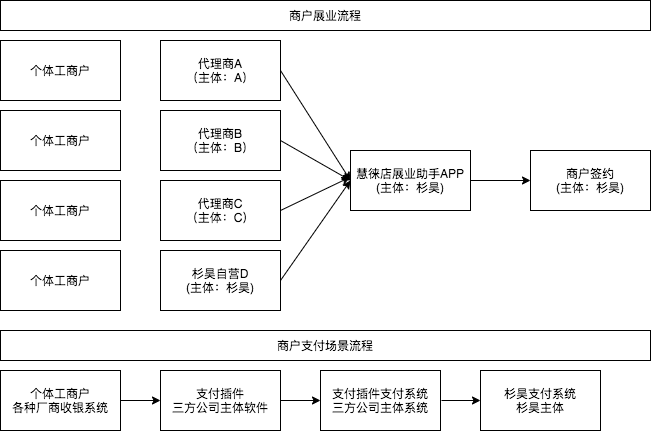 商户展业流程
个体工商户
代理商A
（主体：A）
个体工商户
代理商B
（主体：B）
慧徕店展业助手APP
(主体：杉昊)
商户签约
(主体：杉昊)
个体工商户
代理商C
（主体：C）
个体工商户
杉昊自营D
(主体：杉昊)
商户支付场景流程
个体工商户
各种厂商收银系统
支付插件
三方公司主体软件
支付插件支付系统
三方公司主体系统
杉昊支付系统
杉昊主体